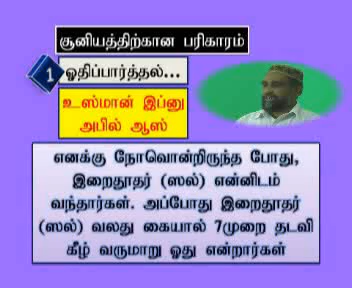 சூனியத்திற்கான பரிகாரம்
1
ஓதிப்பார்த்தல்...
உஸ்மான் இப்னு
அபில் ஆஸ்
எனக்கு நோவொன்றிருந்த போது,
இறைதூதர் (ஸல்) என்னிடம்
வந்தார்கள். அப்போது இறைதூதர்
(ஸல்) வலது கையால் 7முறை தடவி
கீழ் வருமாறு ஓது என்றார்கள்